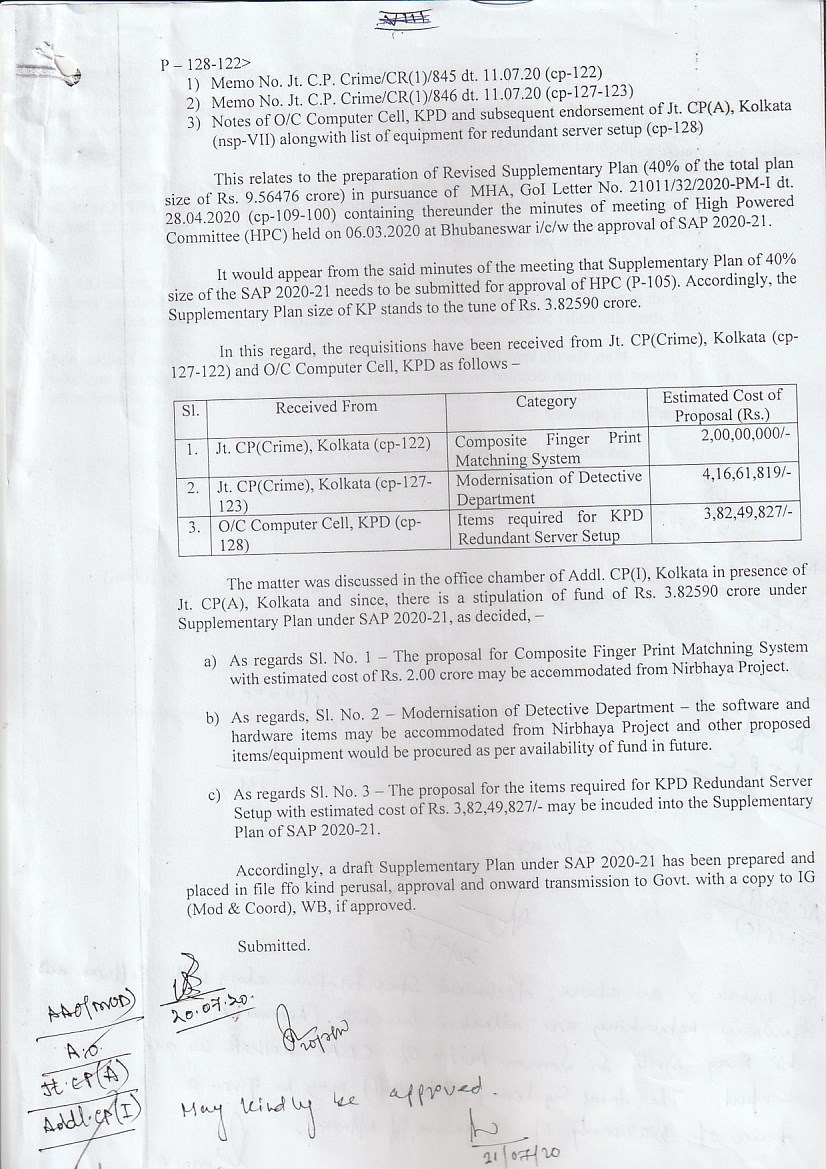 P – 128-122>
1) Memo No. Jt. C.P. Crime/CR(1)/845 dt. 11.07.20 (cp-122)
2) Memo No. Jt. C.P. Crime/CR(1)/846 dt. 11.07.20 (cp-127-123)
3) Notes of O/C Computer Cell, KPD and subsequent endorsement of Jt. CP(A), Kolkata
(nsp-VII) alongwith list of equipment for redundant server setup (cp-128)
This relates to the preparation of Revised Supplementary Plan (40% of the total plan
size of Rs. 9.56476 crore) in pursuance of MHA, GoI Letter No. 21011/32/2020-PM-I dt.
28.04.2020 (cp-109-100) containing thereunder the minutes of meeting of High Powered
Committee (HPC) held on 06.03.2020 at Bhubaneswar i/c/w the approval of SAP 2020-21.
It would appear from the said minutes of the meeting that Supplementary Plan of 40%
size of the SAP 2020-21 needs to be submitted for approval of HPC (P-105). Accordingly, the
Supplementary Plan size of KP stands to the tune of Rs. 3.82590 crore.
In this regard, the requisitions have been received from Jt. CP(Crime), Kolkata (cp-
127-122) and O/C Computer Cell, KPD as follows –
Sl. Received From Category Estimated Cost of
Proposal (Rs.)
1. Jt. CP(Crime), Kolkata (cp-122) Composite Finger Print 2,00,00,000/-
Matchning System
2. Jt. CP(Crime), Kolkata (cp-127- Modernisation of Detective 4,16,61,819/-
123) Department
3. O/C Computer Cell, KPD (cp- Items required for KPD 3,82,49,827/-
128) Redundant Server Setup
The matter was discussed in the office chamber of Addl. CP(I), Kolkata in presence of
Jt. CP(A), Kolkata and since, there is a stipulation of fund of Rs. 3.82590 crore under
Supplementary Plan under SAP 2020-21, as decided, –
a) As regards Sl. No. 1 – The proposal for Composite Finger Print Matchning System
with estimated cost of Rs. 2.00 crore may be accommodated from Nirbhaya Project.
b) As regards, Sl. No. 2 – Modernisation of Detective Department – the software and
hardware items may be accommodated from Nirbhaya Project and other proposed
items/equipment would be procured as per availability of fund in future.
c) As regards Sl. No. 3 – The proposal for the items required for KPD Redundant Server
Setup with estimated cost of Rs. 3,82,49,827/- may be incuded into the Supplementary
Plan of SAP 2020-21.
Accordingly, a draft Supplementary Plan under SAP 2020-21 has been prepared and
placed in file ffo kind perusal, approval and onward transmission to Govt. with a copy to IG
(Mod & Coord), WB, if approved.
Submitted.
20.07.20.
AAO(MOD)
A.O.
Jt. CP(A)
Addl. CP(I)
May kindly be approved.
21/07/20